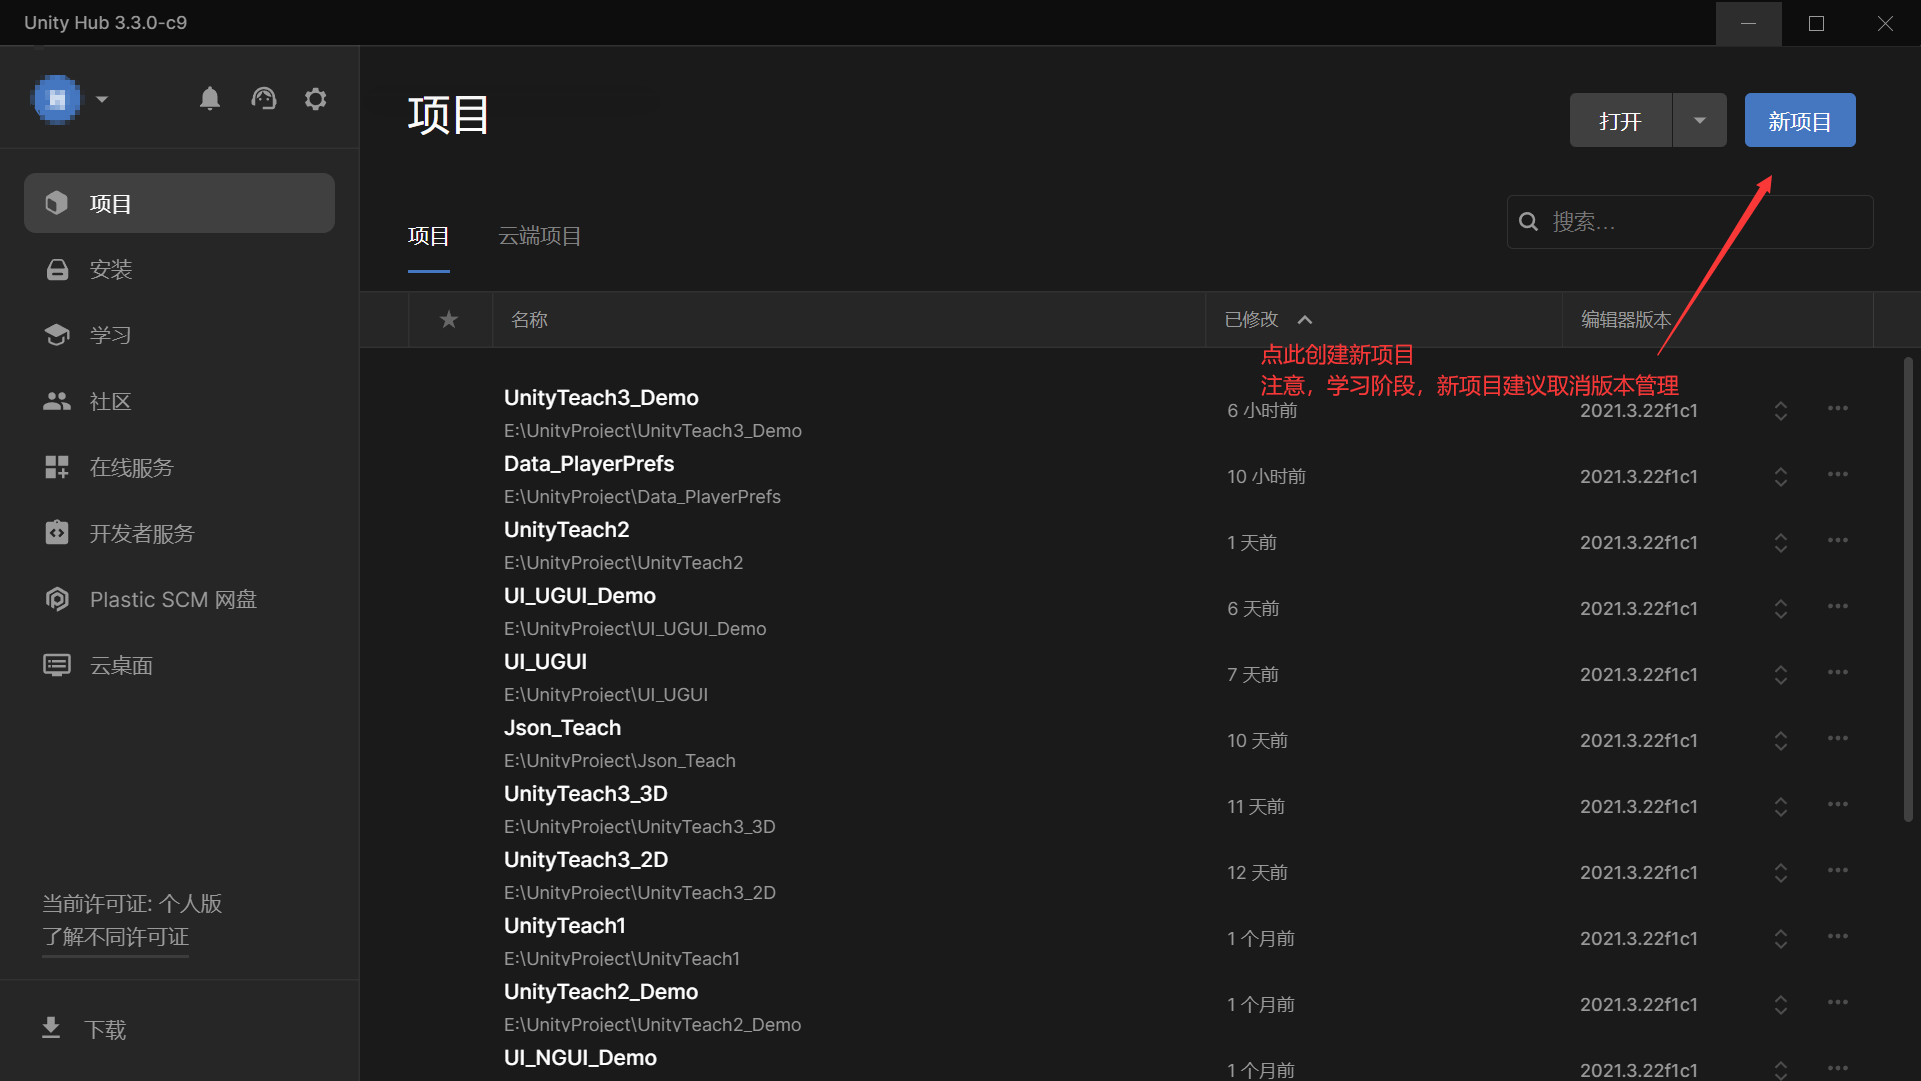 Unity Hub 3.3.0-c9
项目
安装
学习
社区
在线服务
开发者服务
Plastic SCM 网盘
云桌面
当前许可证: 个人版
了解不同许可证
下载
项目
打开
新项目
项目 云端项目
搜索...
名称 已修改 编辑器版本
点此创建新项目
注意，学习阶段，新项目建议取消版本管理
UnityTeach3_Demo
E:\UnityProject\UnityTeach3_Demo
6 小时前 2021.3.22f1c1
Data_PlayerPrefs
E:\UnityProject\Data_PlayerPrefs
10 小时前 2021.3.22f1c1
UnityTeach2
E:\UnityProject\UnityTeach2
1 天前 2021.3.22f1c1
UI_UGUI_Demo
E:\UnityProject\UI_UGUI_Demo
6 天前 2021.3.22f1c1
UI_UGUI
E:\UnityProject\UI_UGUI
7 天前 2021.3.22f1c1
Json_Teach
E:\UnityProject\Json_Teach
10 天前 2021.3.22f1c1
UnityTeach3_3D
E:\UnityProject\UnityTeach3_3D
11 天前 2021.3.22f1c1
UnityTeach3_2D
E:\UnityProject\UnityTeach3_2D
12 天前 2021.3.22f1c1
UnityTeach1
E:\UnityProject\UnityTeach1
1 个月前 2021.3.22f1c1
UnityTeach2_Demo
E:\UnityProject\UnityTeach2_Demo
1 个月前 2021.3.22f1c1
UI_NGUI_Demo
1 个月前 2021.3.22f1c1